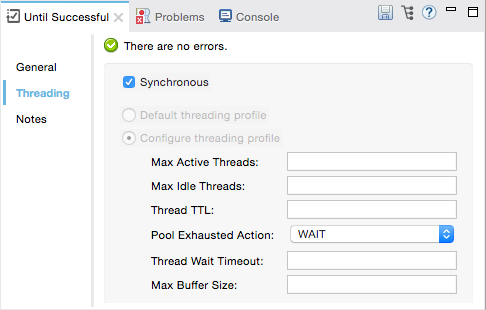 Until Successful Problems Console
There are no errors.
General
Threading
Notes
Synchronous
Default threading profile
Configure threading profile
Max Active Threads:
Max Idle Threads:
Thread TTL:
Pool Exhausted Action: WAIT
Thread Wait Timeout:
Max Buffer Size: